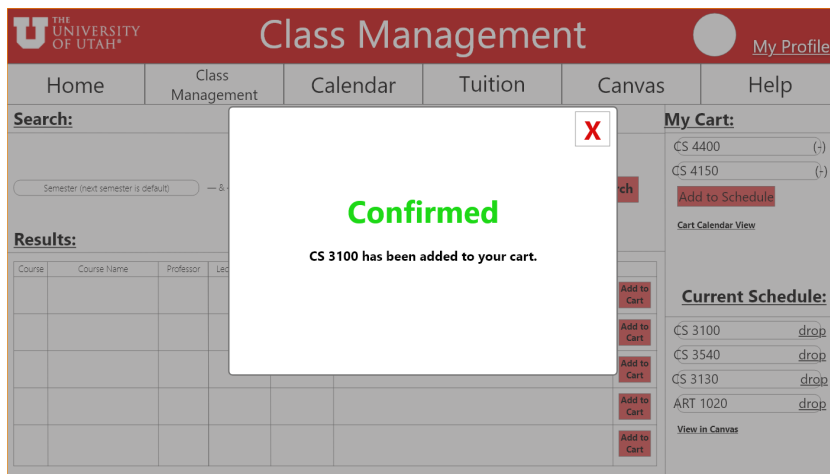 THE
UNIVERSITY
OF UTAH®
Class Management
My Profile
Home
Class
Management
Calendar
Tuition
Canvas
Help
Search:
Semester (next semester is default)
— & -
X
Confirmed
CS 3100 has been added to your cart.
My Cart:
CS 4400 (-)
CS 4150 (-)
Add to Schedule
Cart Calendar View
Results:
Course Course Name Professor
Add to
Cart
Add to
Cart
Add to
Cart
Add to
Cart
Add to
Cart
Current Schedule:
CS 3100 drop
CS 3540 drop
CS 3130 drop
ART 1020 drop
View in Canvas